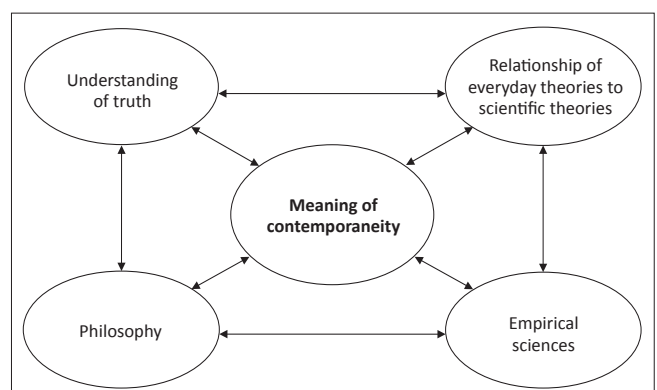 Understanding
of truth
Relationship of
everyday theories to
scientific theories
Meaning of
contemporaneity
Philosophy
Empirical
sciences